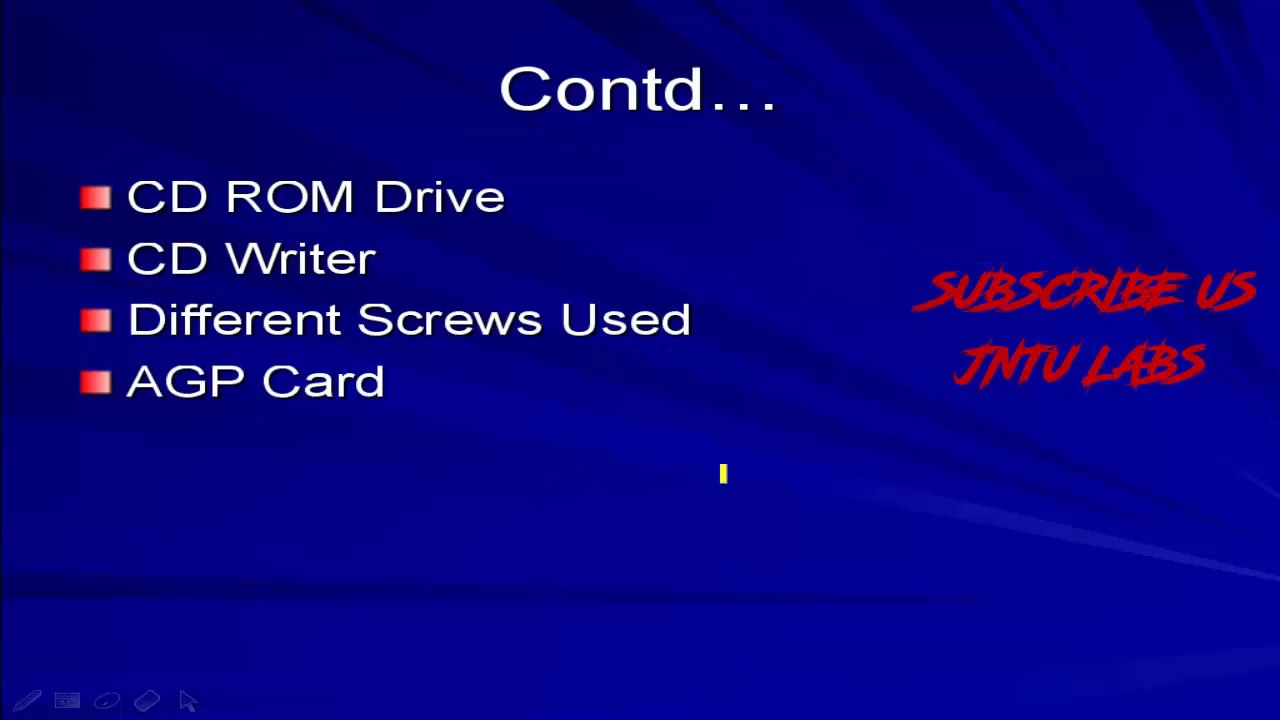 Contd...
CD ROM Drive
CD Writer
Different Screws Used
AGP Card
SUBSCRIBE US
JNTU LABS